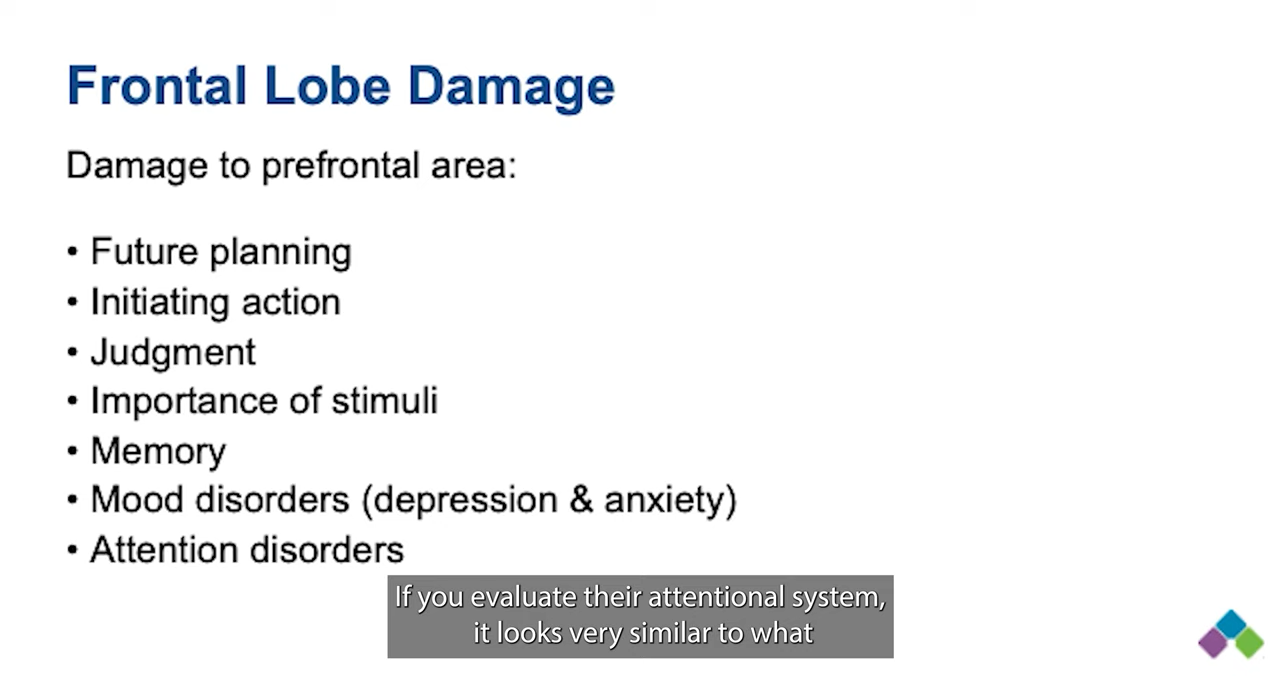 Frontal Lobe Damage
Damage to prefrontal area:
• Future planning
• Initiating action
• Judgment
• Importance of stimuli
• Memory
• Mood disorders (depression & anxiety)
• Attention disorders
If you evaluate their attentional system,
it looks very similar to what